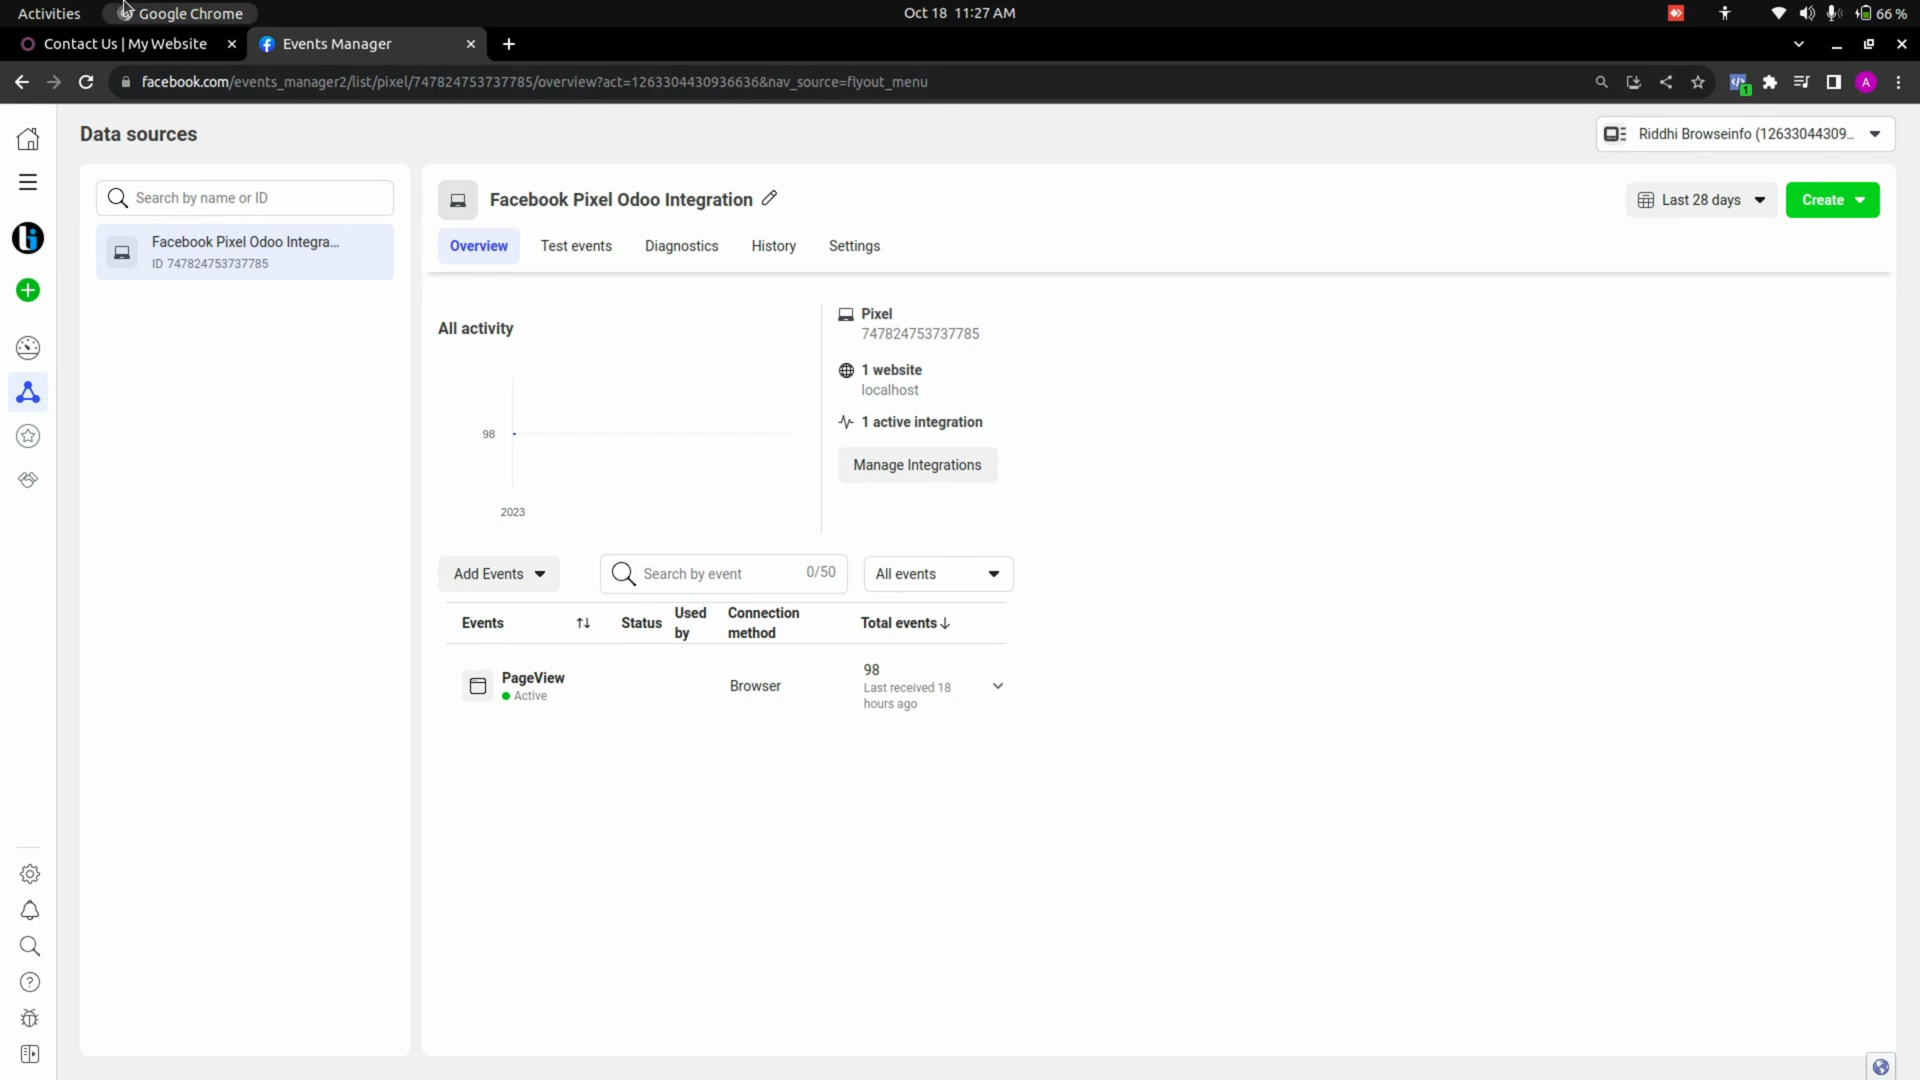 Activities
Google Chrome
Oct 18 11:27 AM
66 %
Contact Us | My Website
Events Manager
facebook.com/events_manager2/list/pixel/747824753737785/overview?act=1263304430936636&nav_source=flyout_menu
1
A
Data sources
Riddhi Browseinfo (12633044309...
Search by name or ID
Facebook Pixel Odoo Integra...
ID 747824753737785
Facebook Pixel Odoo Integration
Last 28 days
Create
Overview
Test events
Diagnostics
History
Settings
All activity
98
2023
Pixel
747824753737785
1 website
localhost
1 active integration
Manage Integrations
Add Events
Search by event
0/50
All events
Events
Status
Used by
Connection method
Total events
PageView
Active
Browser
98
Last received 18
hours ago